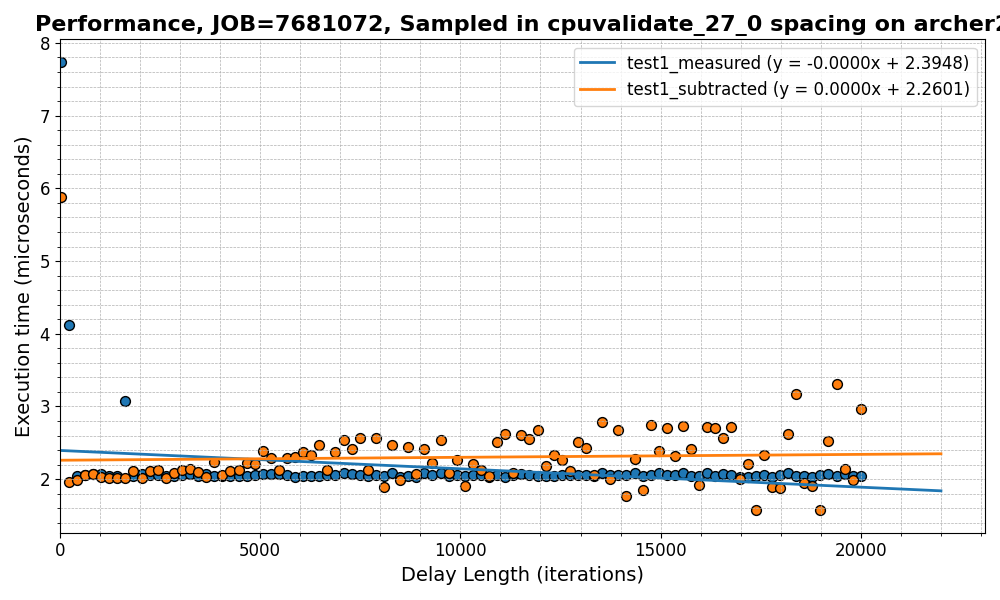 Performance, JOB=7681072, Sampled in cpuvalidate_27_0 spacing on archer2
test1_measured (y = -0.0000x + 2.3948)
test1_subtracted (y = 0.0000x + 2.2601)
Execution time (microseconds)
8
7
6
5
4
3
2
0
5000
10000
15000
20000
Delay Length (iterations)